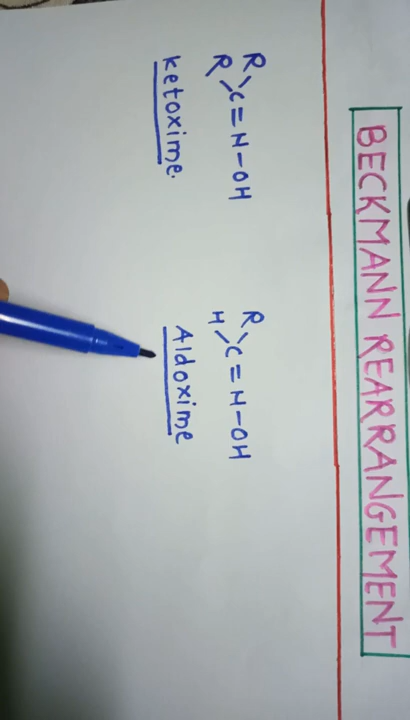 BECKMANN REARRANGEMENT
R
R C=N-OH
Ketoxime.
R
H C=N-OH
Aldoxime